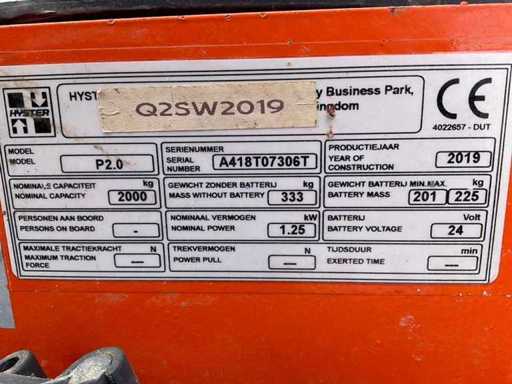 HYSTER
HYST
y Business Park,
ngdom
Q2SW2019
CE
4022657 - DUT
MODEL
MODEL
P2.0
SERIENUMMER
SERIAL
NUMBER
A418T07306T
PRODUCTIEJAAR
YEAR OF
CONSTRUCTION
2019
NOMINALE CAPACITEIT kg
NOMINAL CAPACITY 2000
GEWICHT ZONDER BATTERIJ kg
MASS WITHOUT BATTERY 333
GEWICHT BATTERIJ MIN.MAX. kg
BATTERY MASS 201 225
PERSONEN AAN BOORD
PERSONS ON BOARD -
NOMINAAL VERMOGEN kW
NOMINAL POWER 1.25
BATTERIJ Volt
BATTERY VOLTAGE 24
MAXIMALE TRACTIEKRACHT N
MAXIMUM TRACTION
FORCE —
TREKVERMOGEN N
POWER PULL —
TIJDSDUUR min
EXERTED TIME —